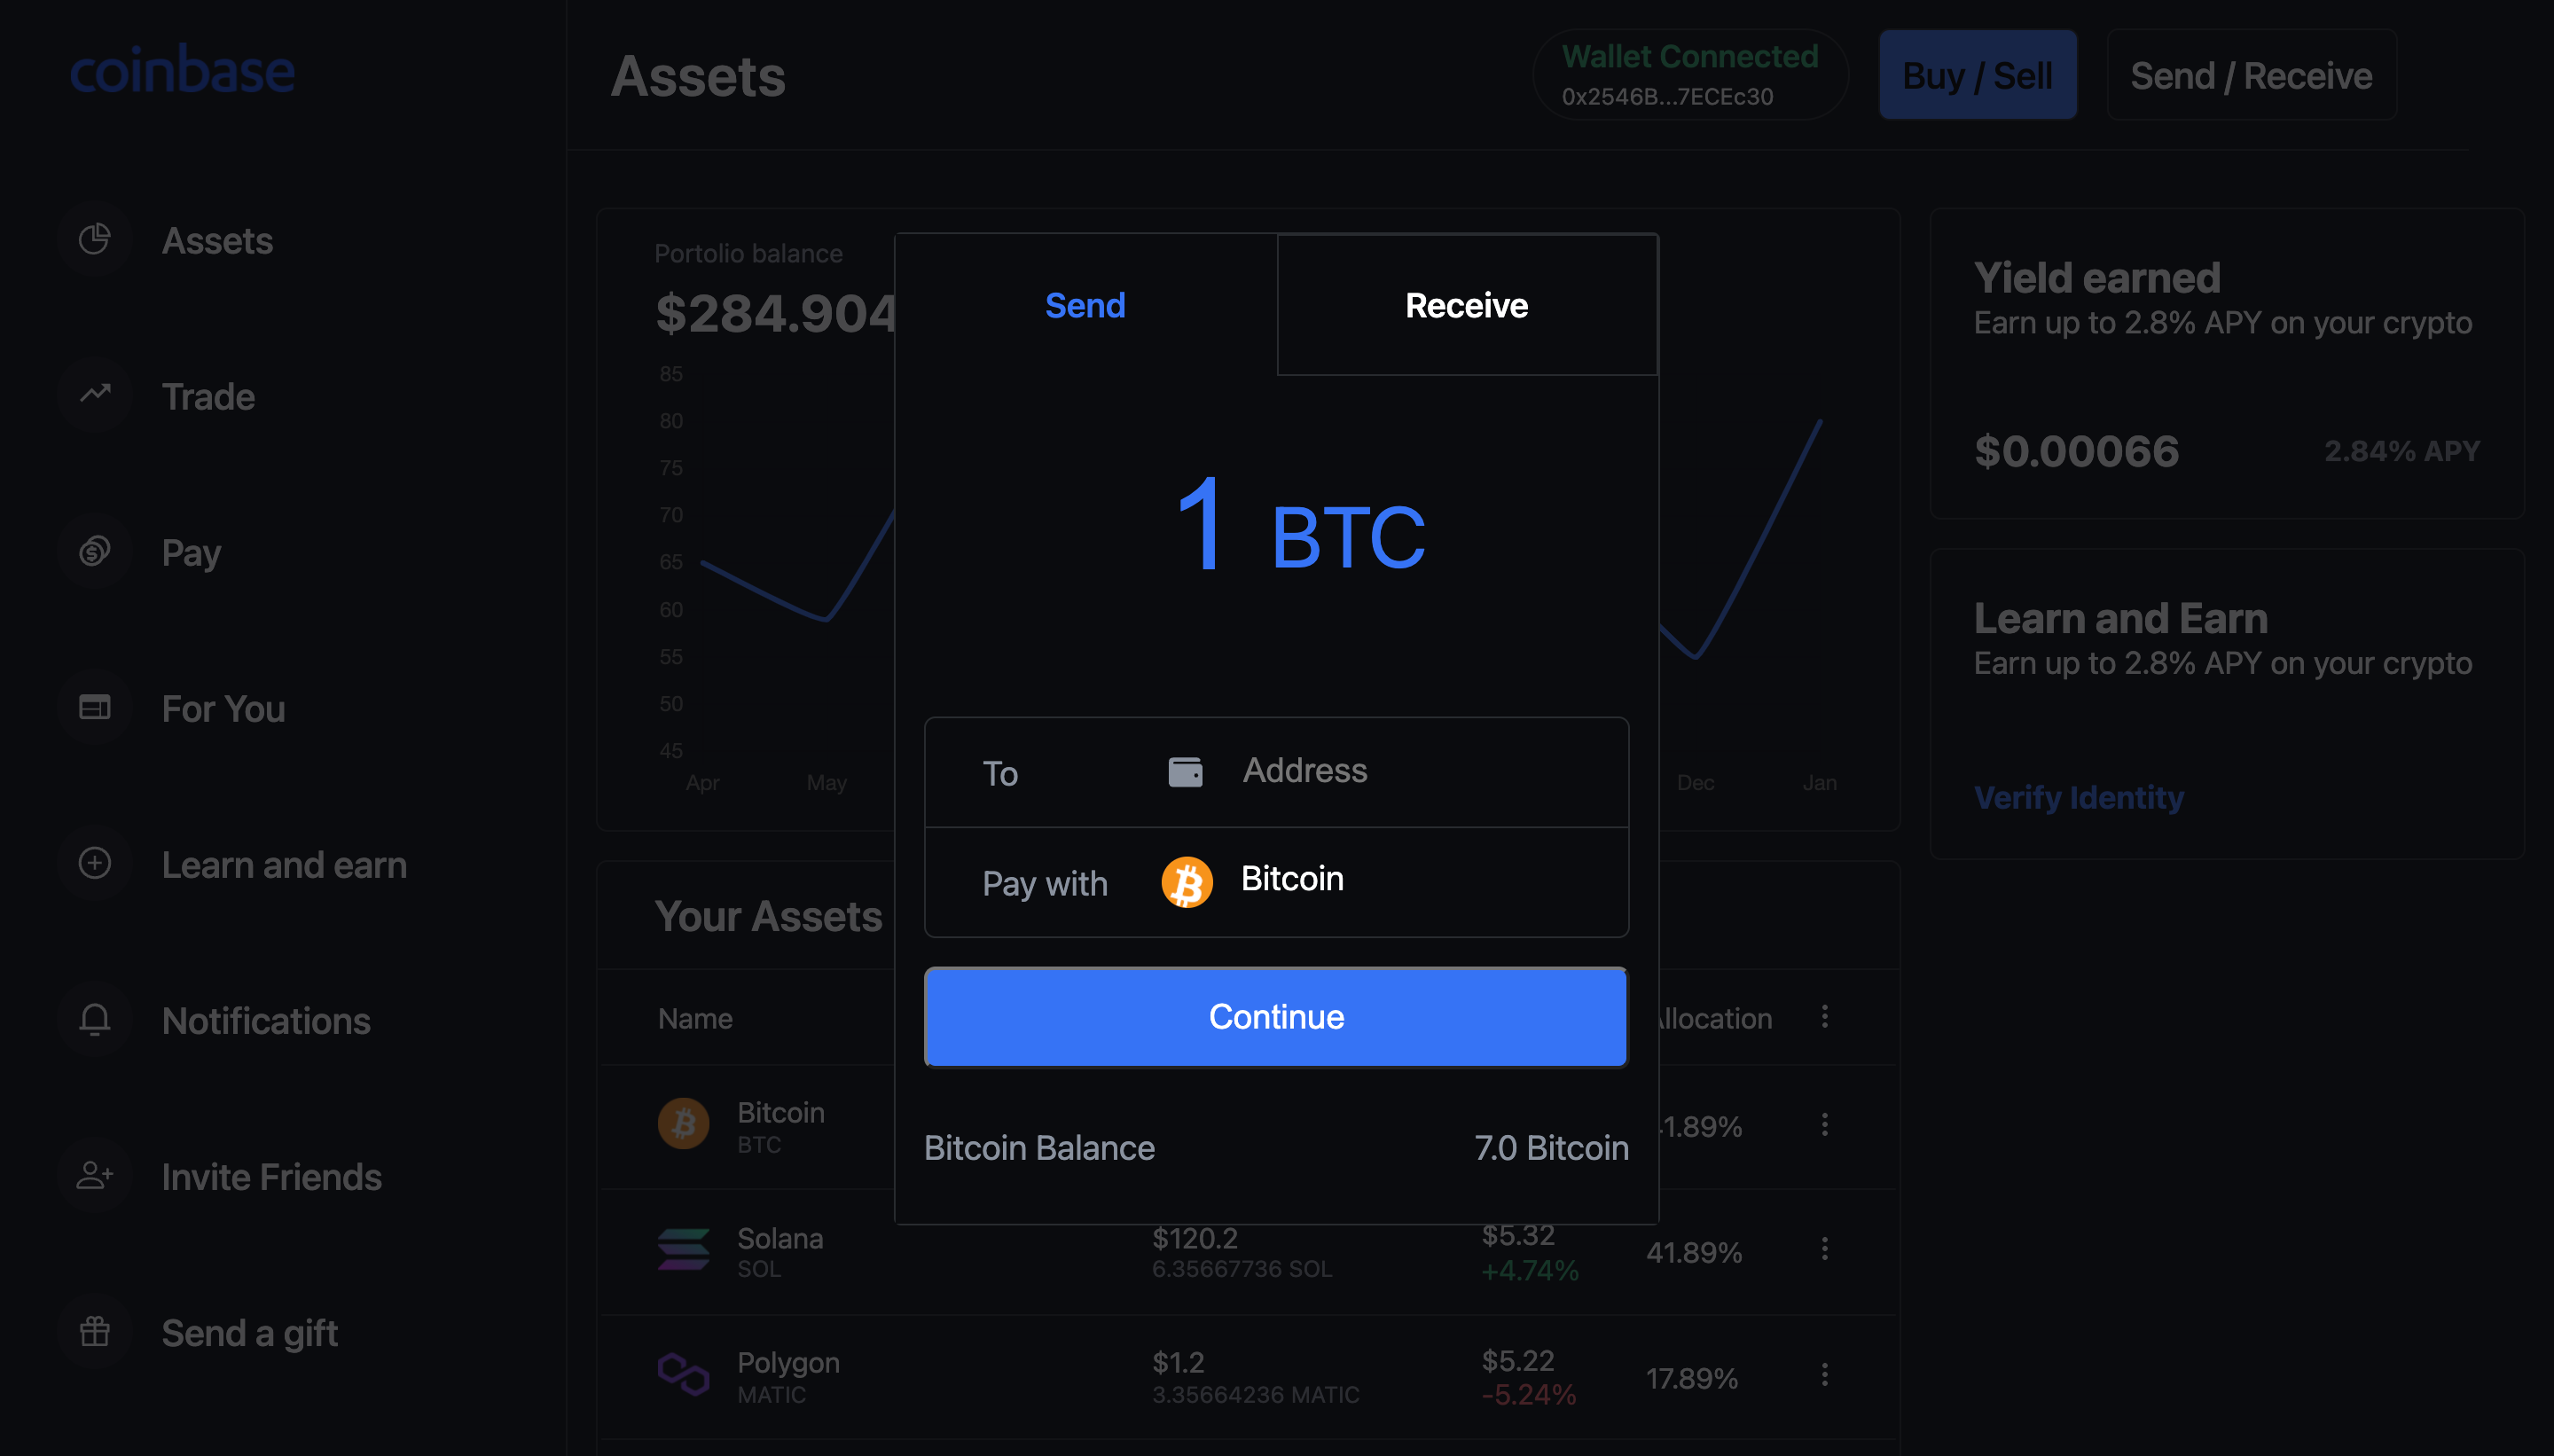 coinbase
Assets
Wallet Connected
0x2546B...7ECEc30
Buy / Sell
Send / Receive
Assets
Trade
Pay
For You
Learn and earn
Notifications
Invite Friends
Send a gift
Portolio balance
$284.904
85
80
75
70
65
60
55
50
45
Apr
May
Dec
Jan
Send
Receive
1 BTC
To
Address
Pay with
Bitcoin
Continue
Bitcoin Balance
7.0 Bitcoin
Yield earned
Earn up to 2.8% APY on your crypto
$0.00066
2.84% APY
Learn and Earn
Earn up to 2.8% APY on your crypto
Verify Identity
Your Assets
Name
llocation
Bitcoin
BTC
1.89%
Solana
SOL
$120.2
6.35667736 SOL
$5.32
+4.74%
41.89%
Polygon
MATIC
$1.2
3.35664236 MATIC
$5.22
-5.24%
17.89%